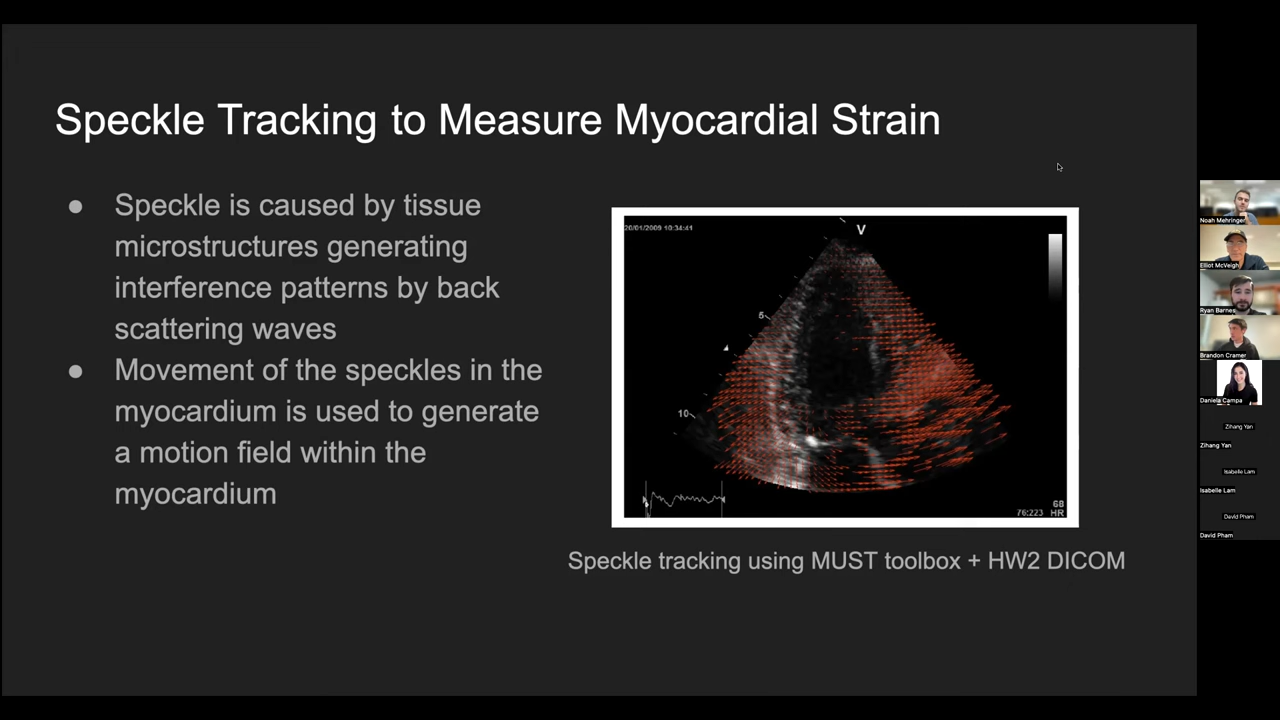 Speckle Tracking to Measure Myocardial Strain
● Speckle is caused by tissue
microstructures generating
interference patterns by back
scattering waves
● Movement of the speckles in the
myocardium is used to generate
a motion field within the
myocardium
20/01/2009 10:34:41
V
5
10
76:223
68
HR
Speckle tracking using MUST toolbox + HW2 DICOM
Noah Mehringer
Elliot McVeigh
Ryan Barnes
Brandon Cramer
Daniela Campa
Zihang Yan
Zihang Yan
Isabelle Lam
Isabelle Lam
David Pham
David Pham